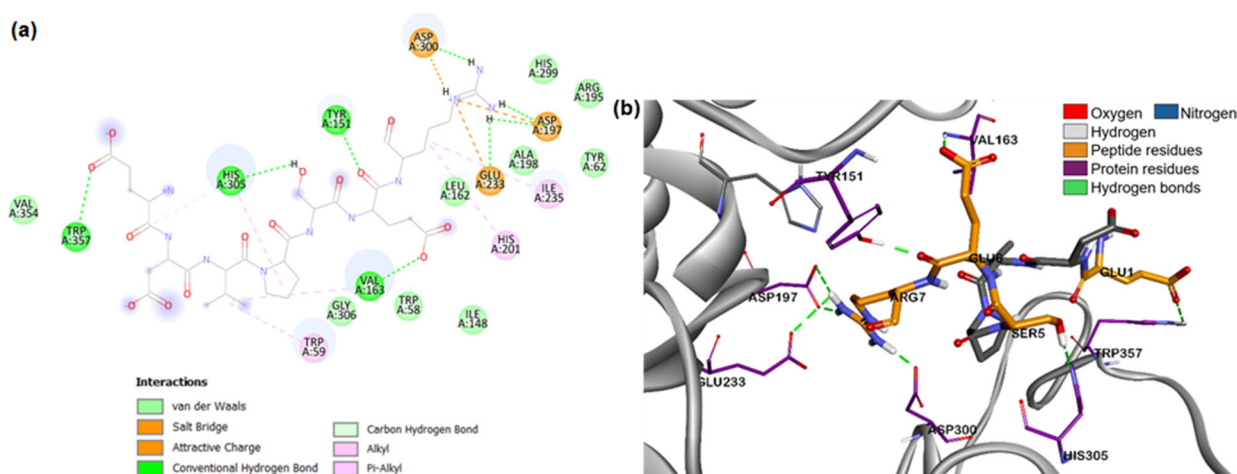 (a)
ASP
A:300
HIS
A:299
ARG
A:195
TYR
A:151
ASP
A:197
ALA
A:198
TYR
A:62
GLU
A:233
LEU
A:162
ILE
A:235
HIS
A:305
HIS
A:201
VAL
A:354
TRP
A:357
VAL
A:163
GLY
A:306
TRP
A:58
ILE
A:148
TRP
A:59
Interactions
van der Waals
Salt Bridge
Attractive Charge
Conventional Hydrogen Bond
Carbon Hydrogen Bond
Alkyl
Pi-Alkyl
(b)
Oxygen
Nitrogen
Hydrogen
Peptide residues
Protein residues
Hydrogen bonds
VAL163
TYR151
GLU6
GLU1
ASP197
ARG7
SER5
TRP357
GLU233
ASP300
HIS305